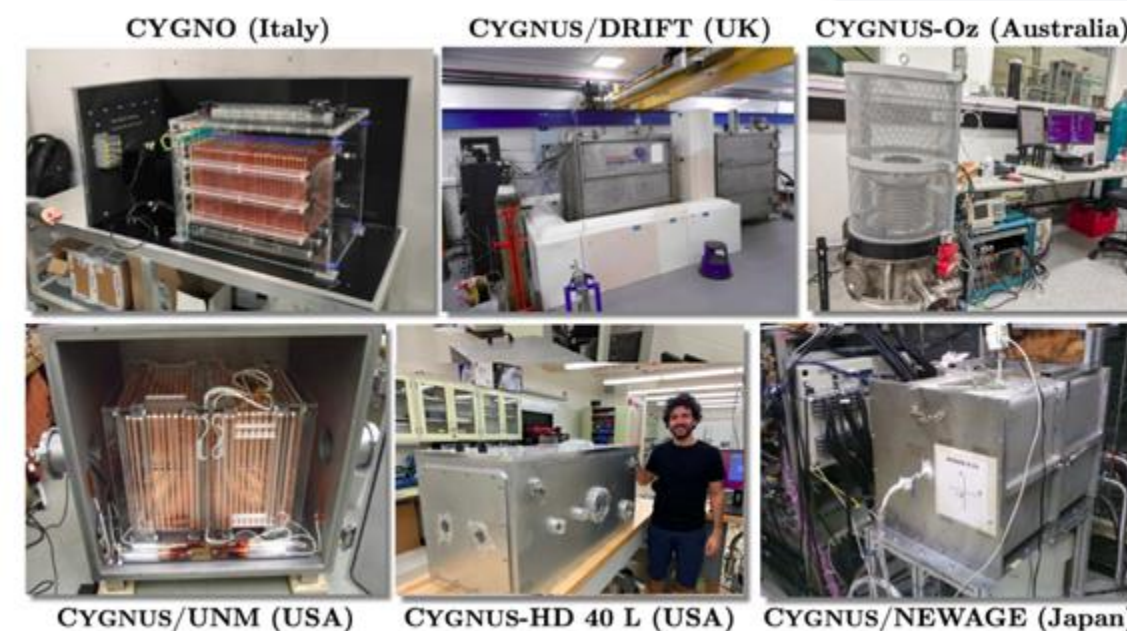 CYGNO (Italy)
CYGNUS/DRIFT (UK)
CYGNUS-Oz (Australia)
CYGNUS/UNM (USA)
CYGNUS-HD 40 L (USA)
CYGNUS/NEWAGE (Japan)